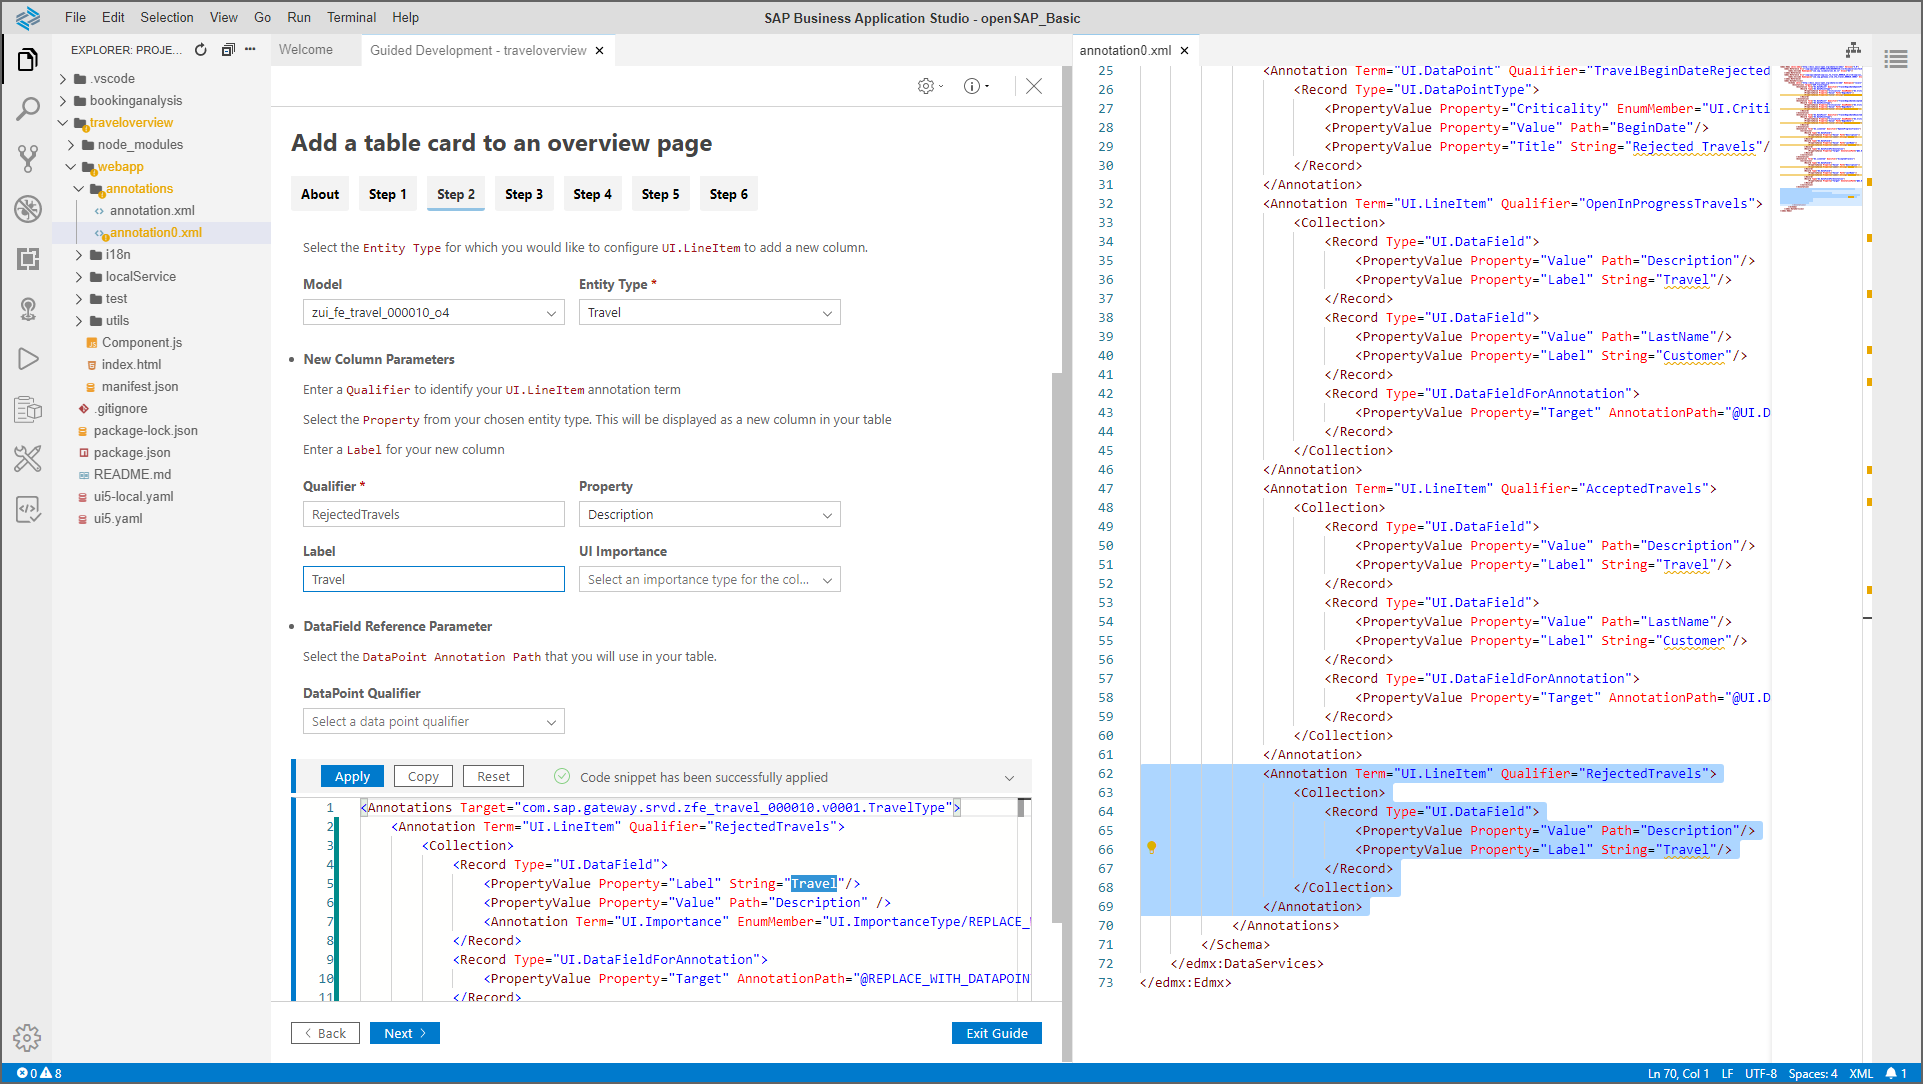 File Edit Selection View Go Run Terminal Help
SAP Business Application Studio - openSAP_Basic
EXPLORER: PROJE...
.vscode
bookinganalysis
traveloverview
node_modules
webapp
annotations
annotation.xml
annotation0.xml
i18n
localService
test
utils
Component.js
index.html
manifest.json
.gitignore
package-lock.json
package.json
README.md
ui5-local.yaml
ui5.yaml
Welcome
Guided Development - traveloverview
Add a table card to an overview page
About Step 1 Step 2 Step 3 Step 4 Step 5 Step 6
Select the Entity Type for which you would like to configure UI.LineItem to add a new column.
Model Entity Type *
zui_fe_travel_000010_o4 Travel
New Column Parameters
Enter a Qualifier to identify your UI.LineItem annotation term
Select the Property from your chosen entity type. This will be displayed as a new column in your table
Enter a Label for your new column
Qualifier * Property
RejectedTravels Description
Label UI Importance
Travel Select an importance type for the col...
DataField Reference Parameter
Select the DataPoint Annotation Path that you will use in your table.
DataPoint Qualifier
Select a data point qualifier
Apply Copy Reset Code snippet has been successfully applied
1 <Annotations Target="com.sap.gateway.srvd.zfe_travel_000010.v0001.TravelType">
2 <Annotation Term="UI.LineItem" Qualifier="RejectedTravels">
3 <Collection>
4 <Record Type="UI.DataField">
5 <PropertyValue Property="Label" String="Travel"/>
6 <PropertyValue Property="Value" Path="Description" />
7 <Annotation Term="UI.Importance" EnumMember="UI.ImportanceType/REPLACE_
8 </Record>
9 <Record Type="UI.DataFieldForAnnotation">
10 <PropertyValue Property="Target" AnnotationPath="@REPLACE_WITH_DATAPOIN
11 </Record>
Back Next Exit Guide
annotation0.xml
25 <Annotation Term="UI.DataPoint" Qualifier="TravelBeginDateRejected
26 <Record Type="UI.DataPointType">
27 <PropertyValue Property="Criticality" EnumMember="UI.Criti
28 <PropertyValue Property="Value" Path="BeginDate"/>
29 <PropertyValue Property="Title" String="Rejected Travels"/
30 </Record>
31 </Annotation>
32 <Annotation Term="UI.LineItem" Qualifier="OpenInProgressTravels">
33 <Collection>
34 <Record Type="UI.DataField">
35 <PropertyValue Property="Value" Path="Description"/>
36 <PropertyValue Property="Label" String="Travel"/>
37 </Record>
38 <Record Type="UI.DataField">
39 <PropertyValue Property="Value" Path="LastName"/>
40 <PropertyValue Property="Label" String="Customer"/>
41 </Record>
42 <Record Type="UI.DataFieldForAnnotation">
43 <PropertyValue Property="Target" AnnotationPath="@UI.D
44 </Record>
45 </Collection>
46 </Annotation>
47 <Annotation Term="UI.LineItem" Qualifier="AcceptedTravels">
48 <Collection>
49 <Record Type="UI.DataField">
50 <PropertyValue Property="Value" Path="Description"/>
51 <PropertyValue Property="Label" String="Travel"/>
52 </Record>
53 <Record Type="UI.DataField">
54 <PropertyValue Property="Value" Path="LastName"/>
55 <PropertyValue Property="Label" String="Customer"/>
56 </Record>
57 <Record Type="UI.DataFieldForAnnotation">
58 <PropertyValue Property="Target" AnnotationPath="@UI.D
59 </Record>
60 </Collection>
61 </Annotation>
62 <Annotation Term="UI.LineItem" Qualifier="RejectedTravels">
63 <Collection>
64 <Record Type="UI.DataField">
65 <PropertyValue Property="Value" Path="Description"/>
66 <PropertyValue Property="Label" String="Travel"/>
67 </Record>
68 </Collection>
69 </Annotation>
70 </Annotations>
71 </Schema>
72 </edmx:DataServices>
73 </edmx:Edmx>
0 8 Ln 70, Col 1 LF UTF-8 Spaces: 4 XML 1